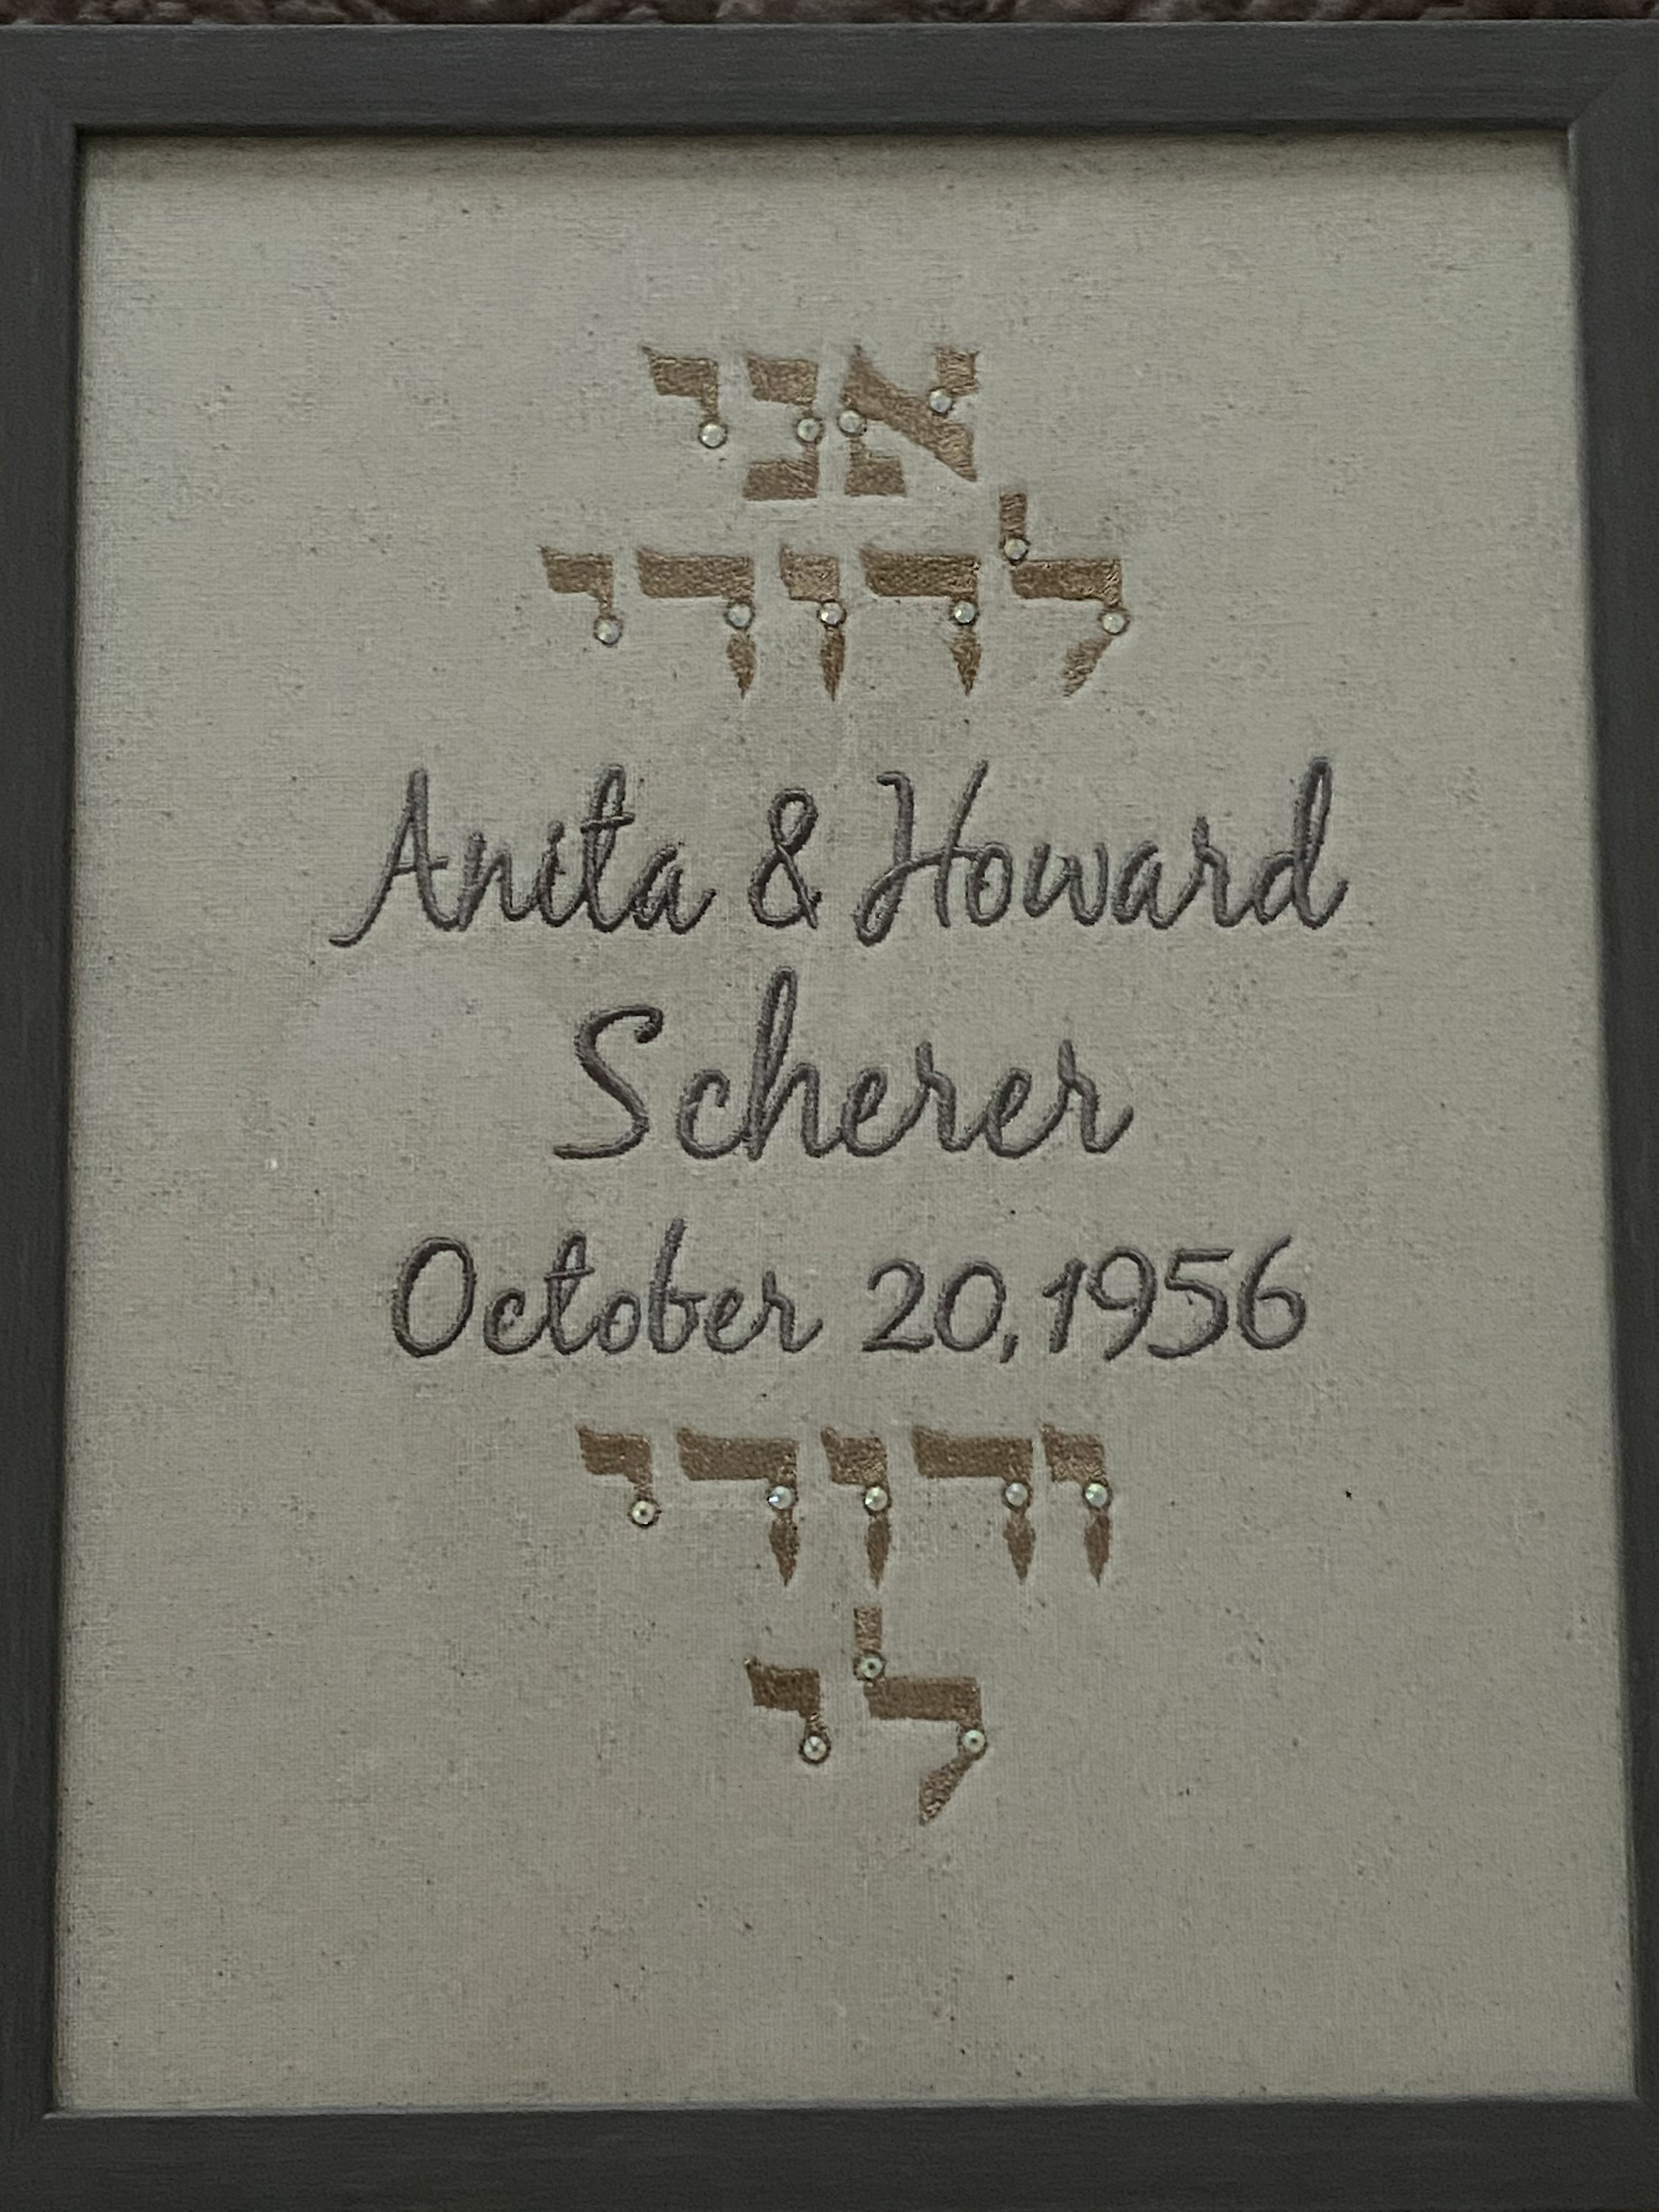 אני
לדודי
Anita & Howard
Scherer
October 20, 1956
ודודי
לי